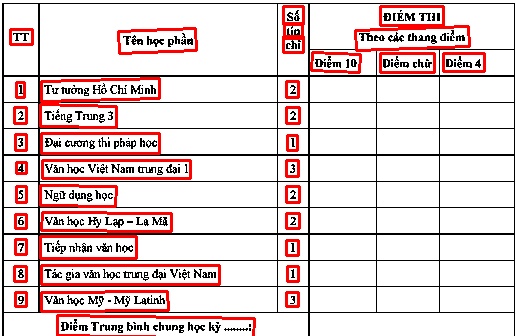 TT
Tên học phần
Số
tín
chỉ
ĐIỂM THI
Theo các thang điểm
Điểm 10
Điểm chữ
Điểm 4
1
Tư tưởng Hồ Chí Minh
2
2
Tiếng Trung 3
2
3
Đại cương thi pháp học
1
4
Văn học Việt Nam trung đại 1
3
5
Ngữ dụng học
2
6
Văn học Hy Lạp – La Mã
2
7
Tiếp nhận văn học
1
8
Tác gia văn học trung đại Việt Nam
1
9
Văn học Mỹ - Mỹ Latinh
3
Điểm Trung bình chung học kỳ ........: